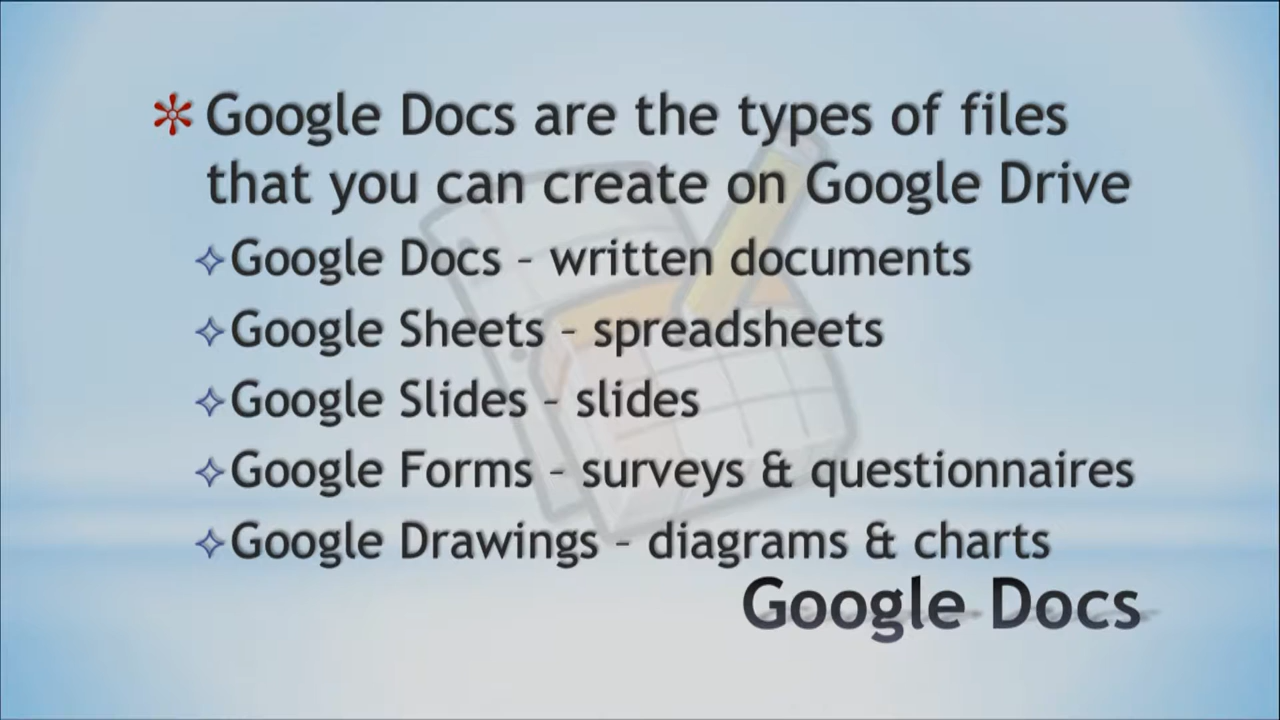 Google Docs are the types of files
that you can create on Google Drive
Google Docs – written documents
Google Sheets – spreadsheets
Google Slides – slides
Google Forms – surveys & questionnaires
Google Drawings – diagrams & charts
Google Docs